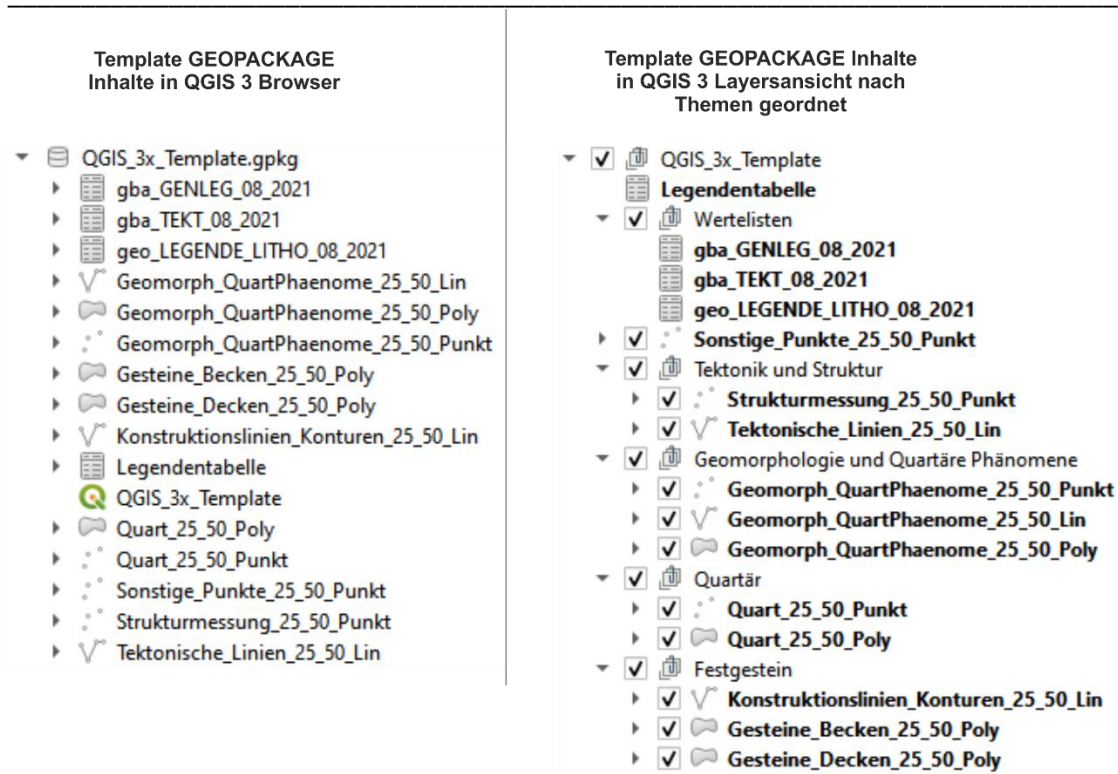 Template GEOPACKAGE
Inhalte in QGIS 3 Browser
QGIS_3x_Template.gpkg
gba_GENLEG_08_2021
gba_TEKT_08_2021
geo_LEGENDE_LITHO_08_2021
Geomorph_QuartPhaenome_25_50_Lin
Geomorph_QuartPhaenome_25_50_Poly
Geomorph_QuartPhaenome_25_50_Punkt
Gesteine_Becken_25_50_Poly
Gesteine_Decken_25_50_Poly
Konstruktionslinien_Konturen_25_50_Lin
Legendentabelle
QGIS_3x_Template
Quart_25_50_Poly
Quart_25_50_Punkt
Sonstige_Punkte_25_50_Punkt
Strukturmessung_25_50_Punkt
Tektonische_Linien_25_50_Lin
Template GEOPACKAGE Inhalte
in QGIS 3 Layersansicht nach
Themen geordnet
QGIS_3x_Template
Legendentabelle
Wertelisten
gba_GENLEG_08_2021
gba_TEKT_08_2021
geo_LEGENDE_LITHO_08_2021
Sonstige_Punkte_25_50_Punkt
Tektonik und Struktur
Strukturmessung_25_50_Punkt
Tektonische_Linien_25_50_Lin
Geomorphologie und Quartäre Phänomene
Geomorph_QuartPhaenome_25_50_Punkt
Geomorph_QuartPhaenome_25_50_Lin
Geomorph_QuartPhaenome_25_50_Poly
Quartär
Quart_25_50_Punkt
Quart_25_50_Poly
Festgestein
Konstruktionslinien_Konturen_25_50_Lin
Gesteine_Becken_25_50_Poly
Gesteine_Decken_25_50_Poly